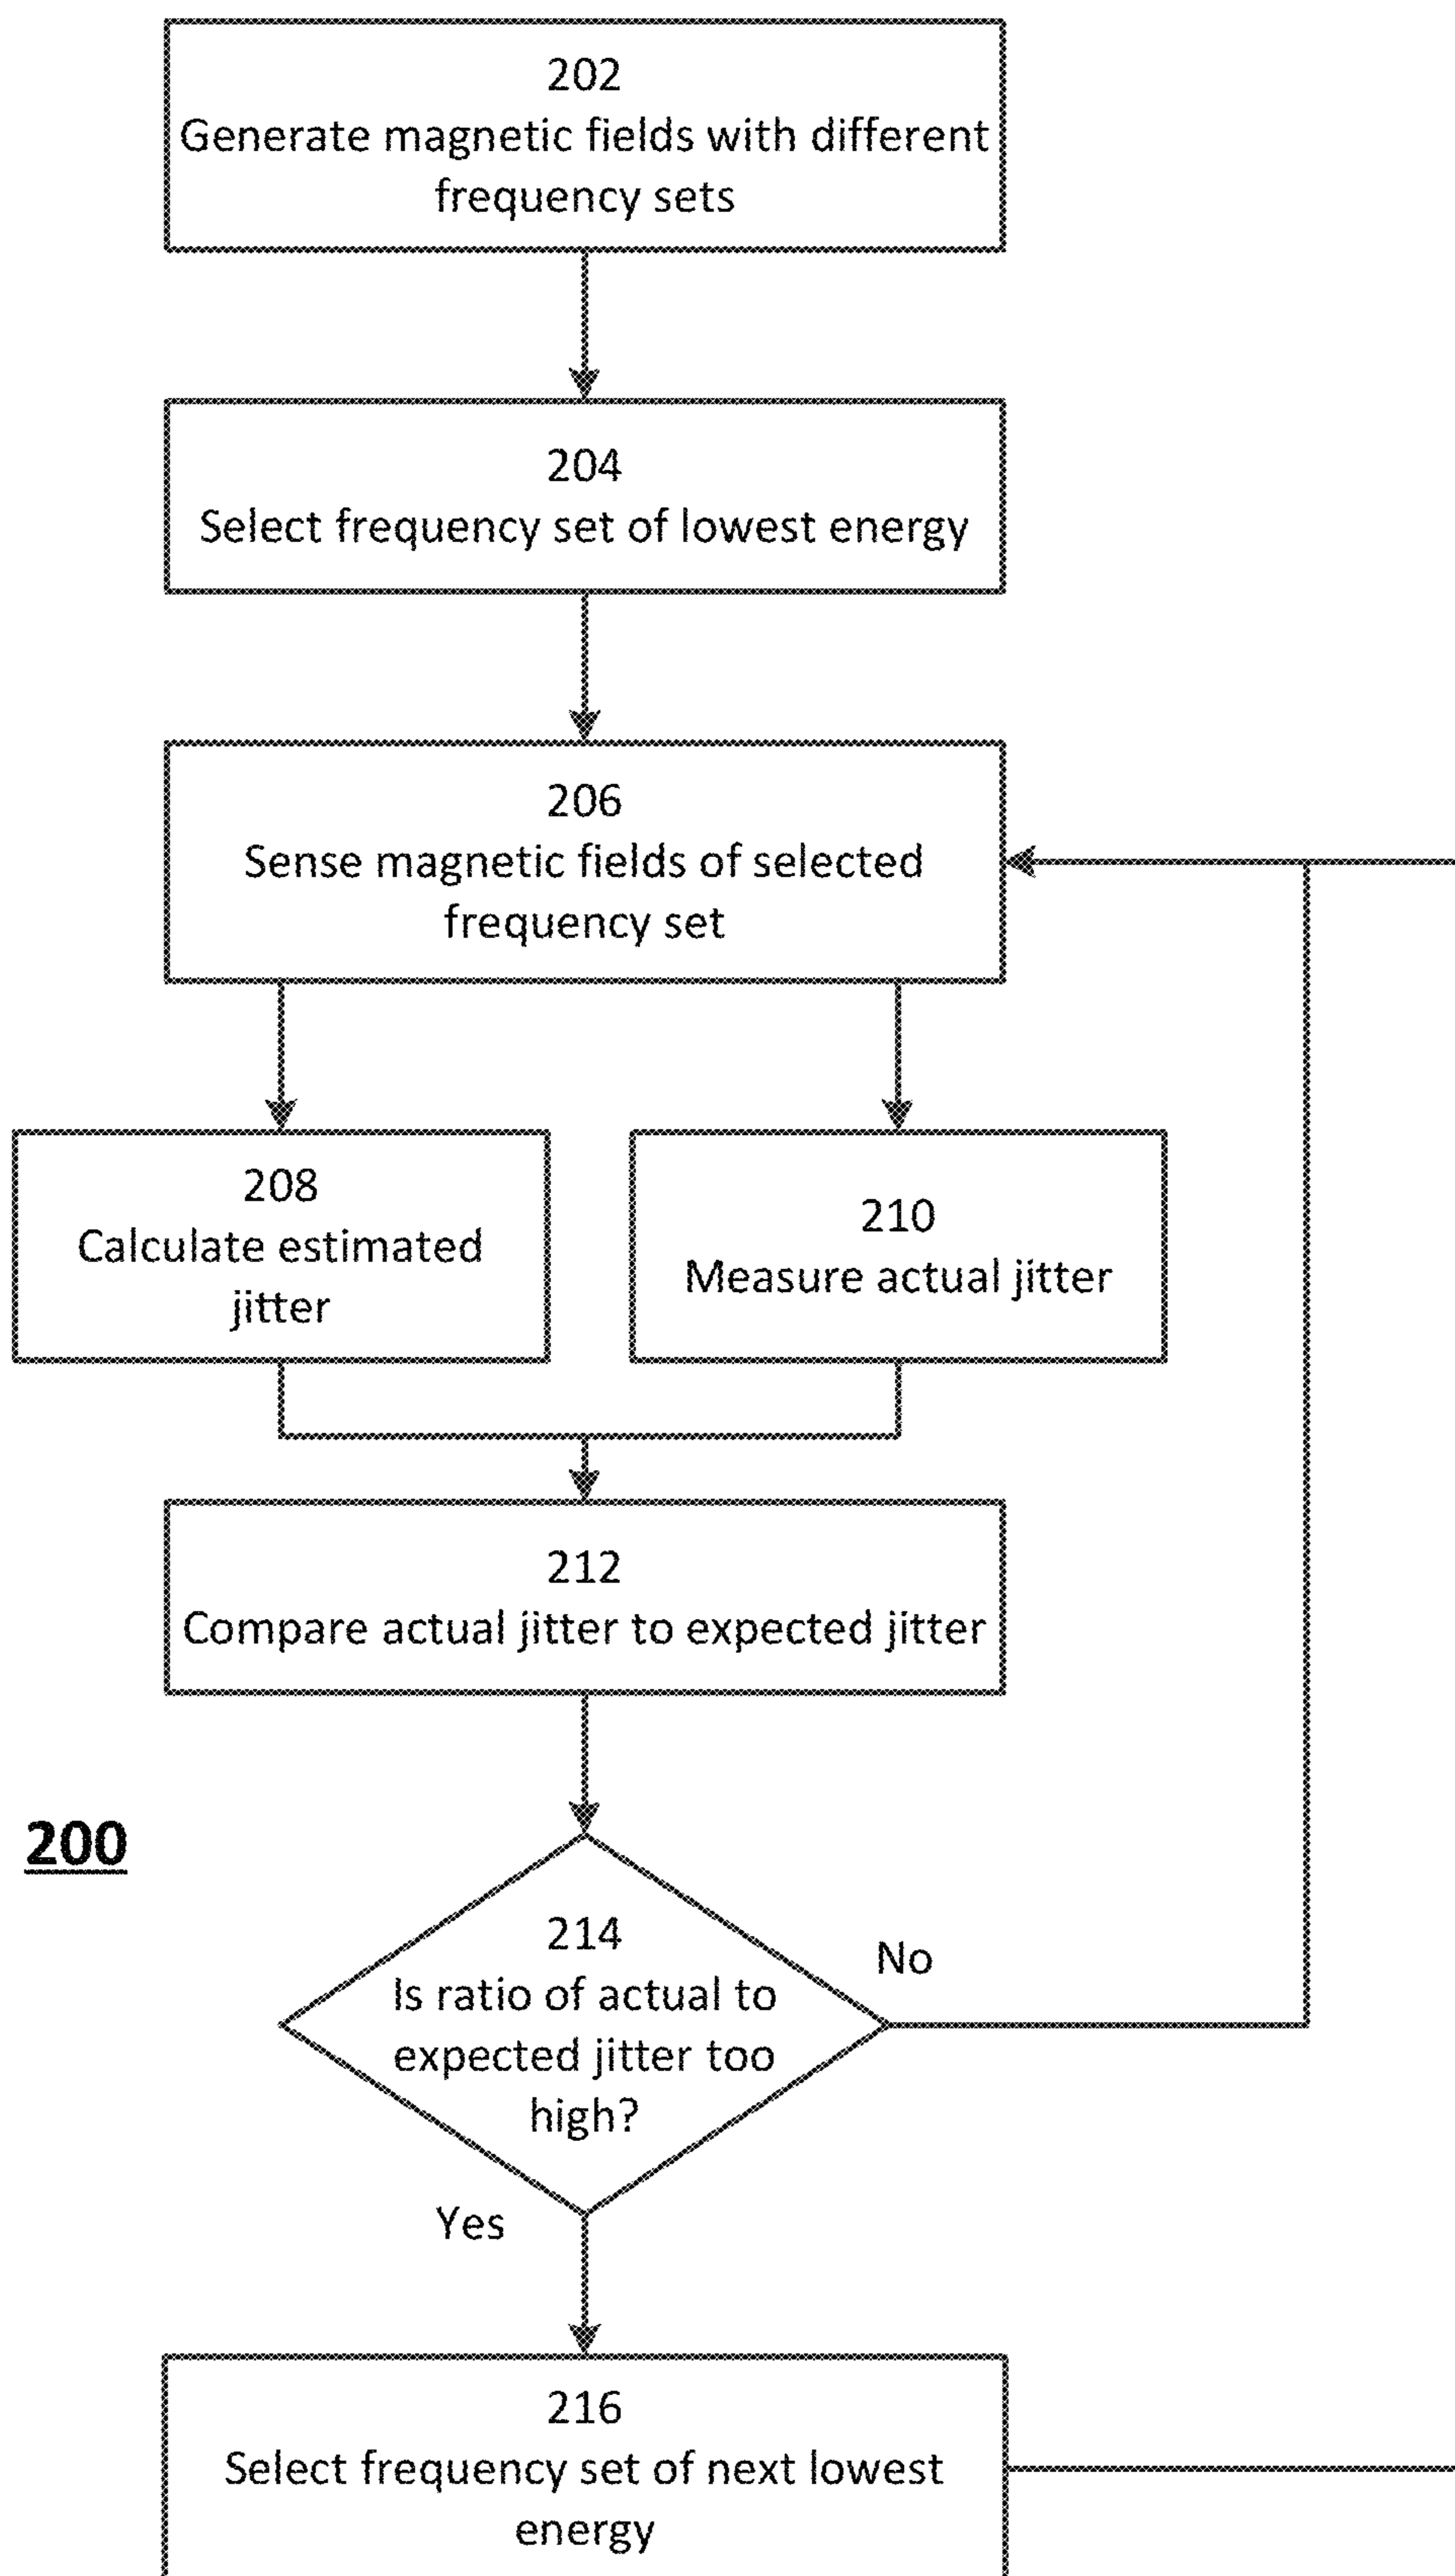 202
Generate magnetic fields with different
frequency sets
204
Select frequency set of lowest energy
206
Sense magnetic fields of selected
frequency set
208
Calculate estimated
jitter
210
Measure actual jitter
212
Compare actual jitter to expected jitter
200
214
Is ratio of actual to
expected jitter too
high?
No
Yes
216
Select frequency set of next lowest
energy